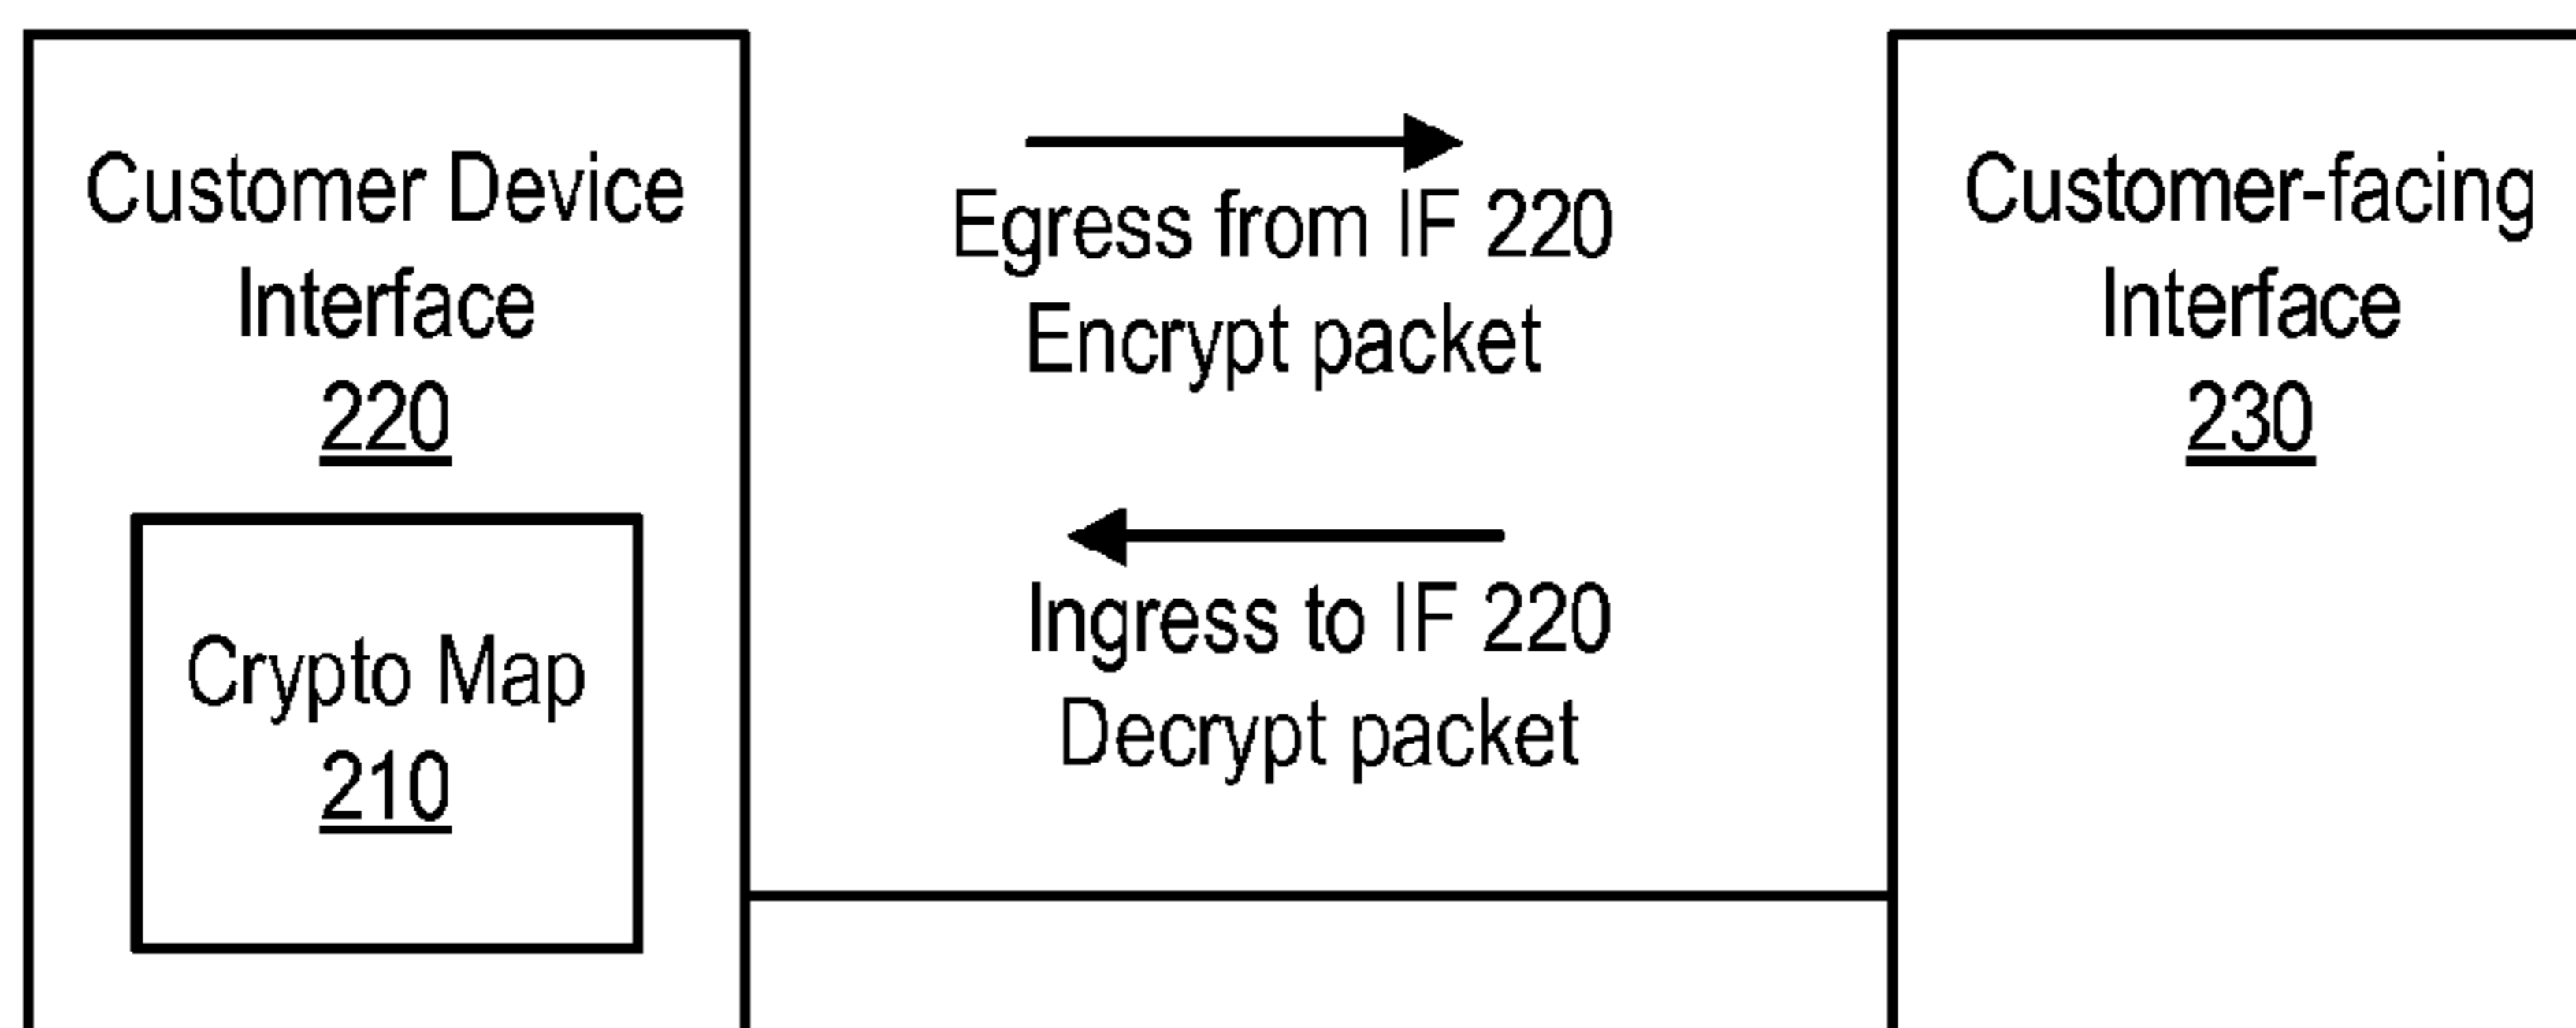 Customer Device
Interface
220
Crypto Map
210
Egress from IF 220
Encrypt packet
Ingress to IF 220
Decrypt packet
Customer-facing
Interface
230